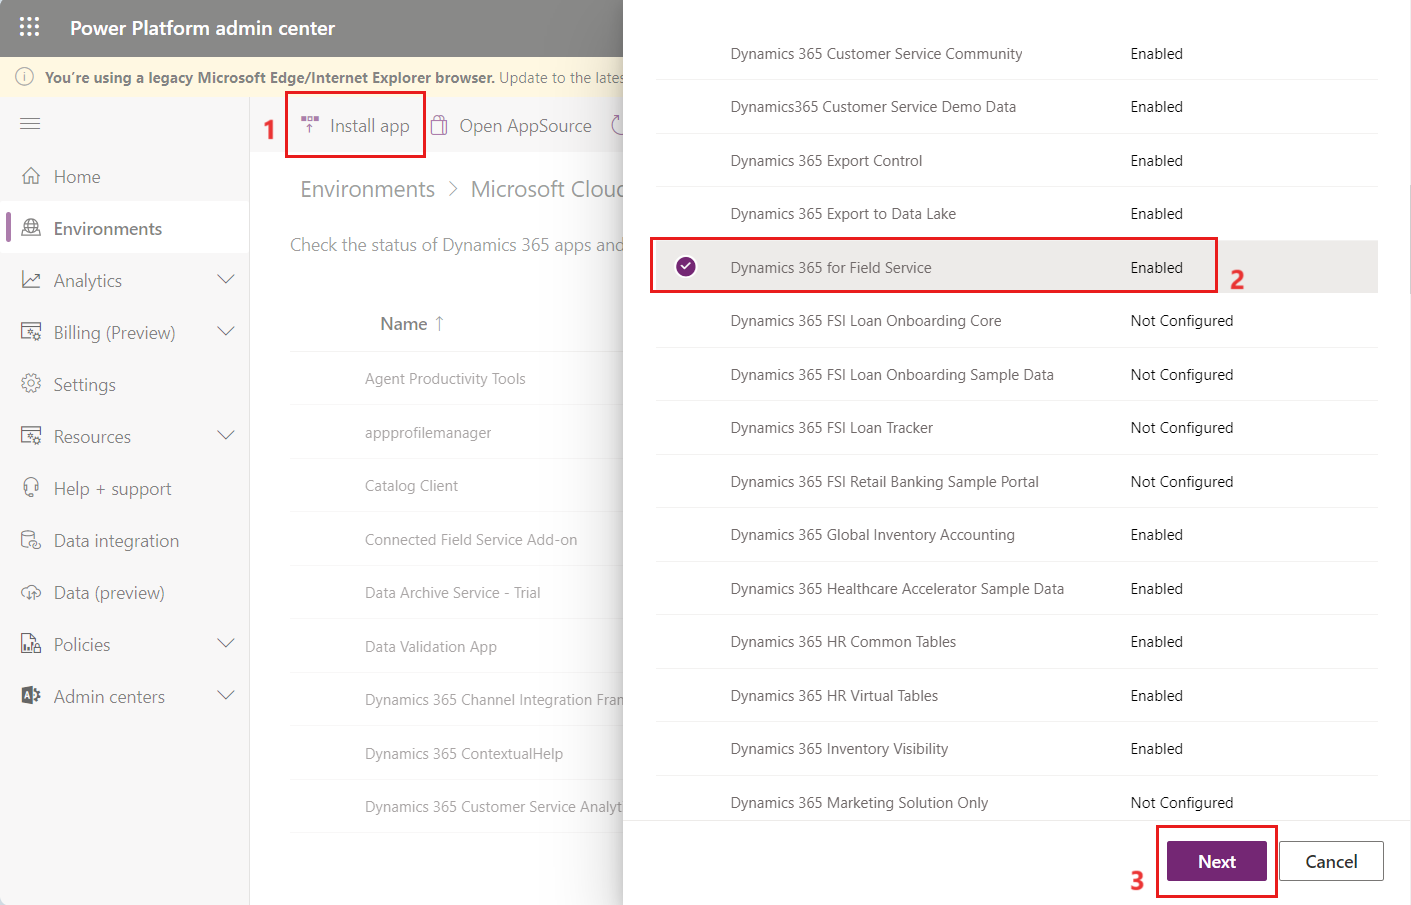 Power Platform admin center
You're using a legacy Microsoft Edge/Internet Explorer browser. Update to the lates
1
Install app
Open AppSource
Home
Environments
Analytics
Billing (Preview)
Settings
Resources
Help + support
Data integration
Data (preview)
Policies
Admin centers
Environments > Microsoft Cloud
Check the status of Dynamics 365 apps and
Name ↑
Agent Productivity Tools
appprofilemanager
Catalog Client
Connected Field Service Add-on
Data Archive Service - Trial
Data Validation App
Dynamics 365 Channel Integration Fran
Dynamics 365 ContextualHelp
Dynamics 365 Customer Service Analyt
Dynamics 365 Customer Service Community Enabled
Dynamics365 Customer Service Demo Data Enabled
Dynamics 365 Export Control Enabled
Dynamics 365 Export to Data Lake Enabled
Dynamics 365 for Field Service Enabled
2
Dynamics 365 FSI Loan Onboarding Core Not Configured
Dynamics 365 FSI Loan Onboarding Sample Data Not Configured
Dynamics 365 FSI Loan Tracker Not Configured
Dynamics 365 FSI Retail Banking Sample Portal Not Configured
Dynamics 365 Global Inventory Accounting Enabled
Dynamics 365 Healthcare Accelerator Sample Data Enabled
Dynamics 365 HR Common Tables Enabled
Dynamics 365 HR Virtual Tables Enabled
Dynamics 365 Inventory Visibility Enabled
Dynamics 365 Marketing Solution Only Not Configured
3
Next
Cancel